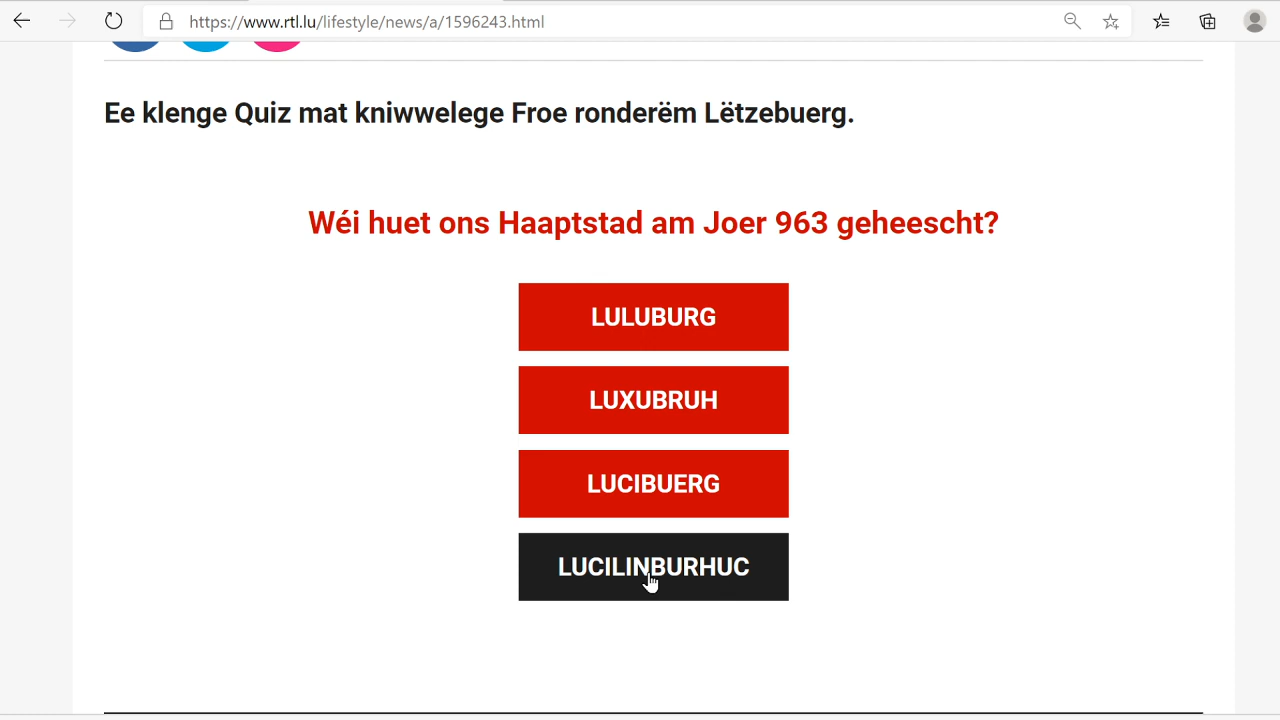 https://www.rtl.lu/lifestyle/news/a/1596243.html
Ee klenge Quiz mat kniwwelege Froe ronderëm Lëtzebuerg.
Wéi huet ons Haaptstad am Joer 963 geheescht?
LULUBURG
LUXUBRUH
LUCIBUERG
LUCILINBURHUC